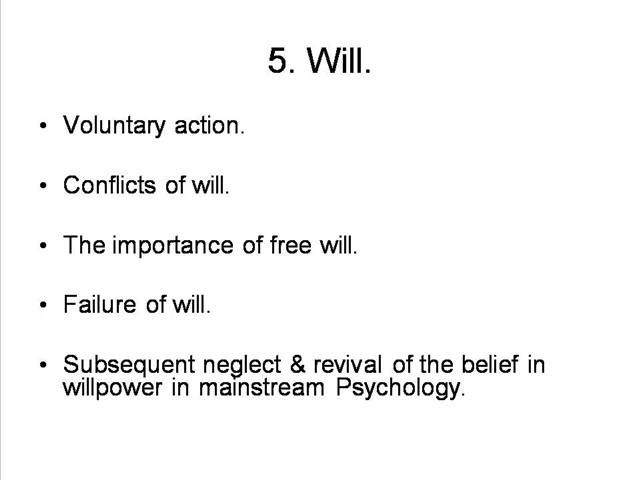 5. Will.
• Voluntary action.
• Conflicts of will.
• The importance of free will.
• Failure of will.
• Subsequent neglect & revival of the belief in
willpower in mainstream Psychology.